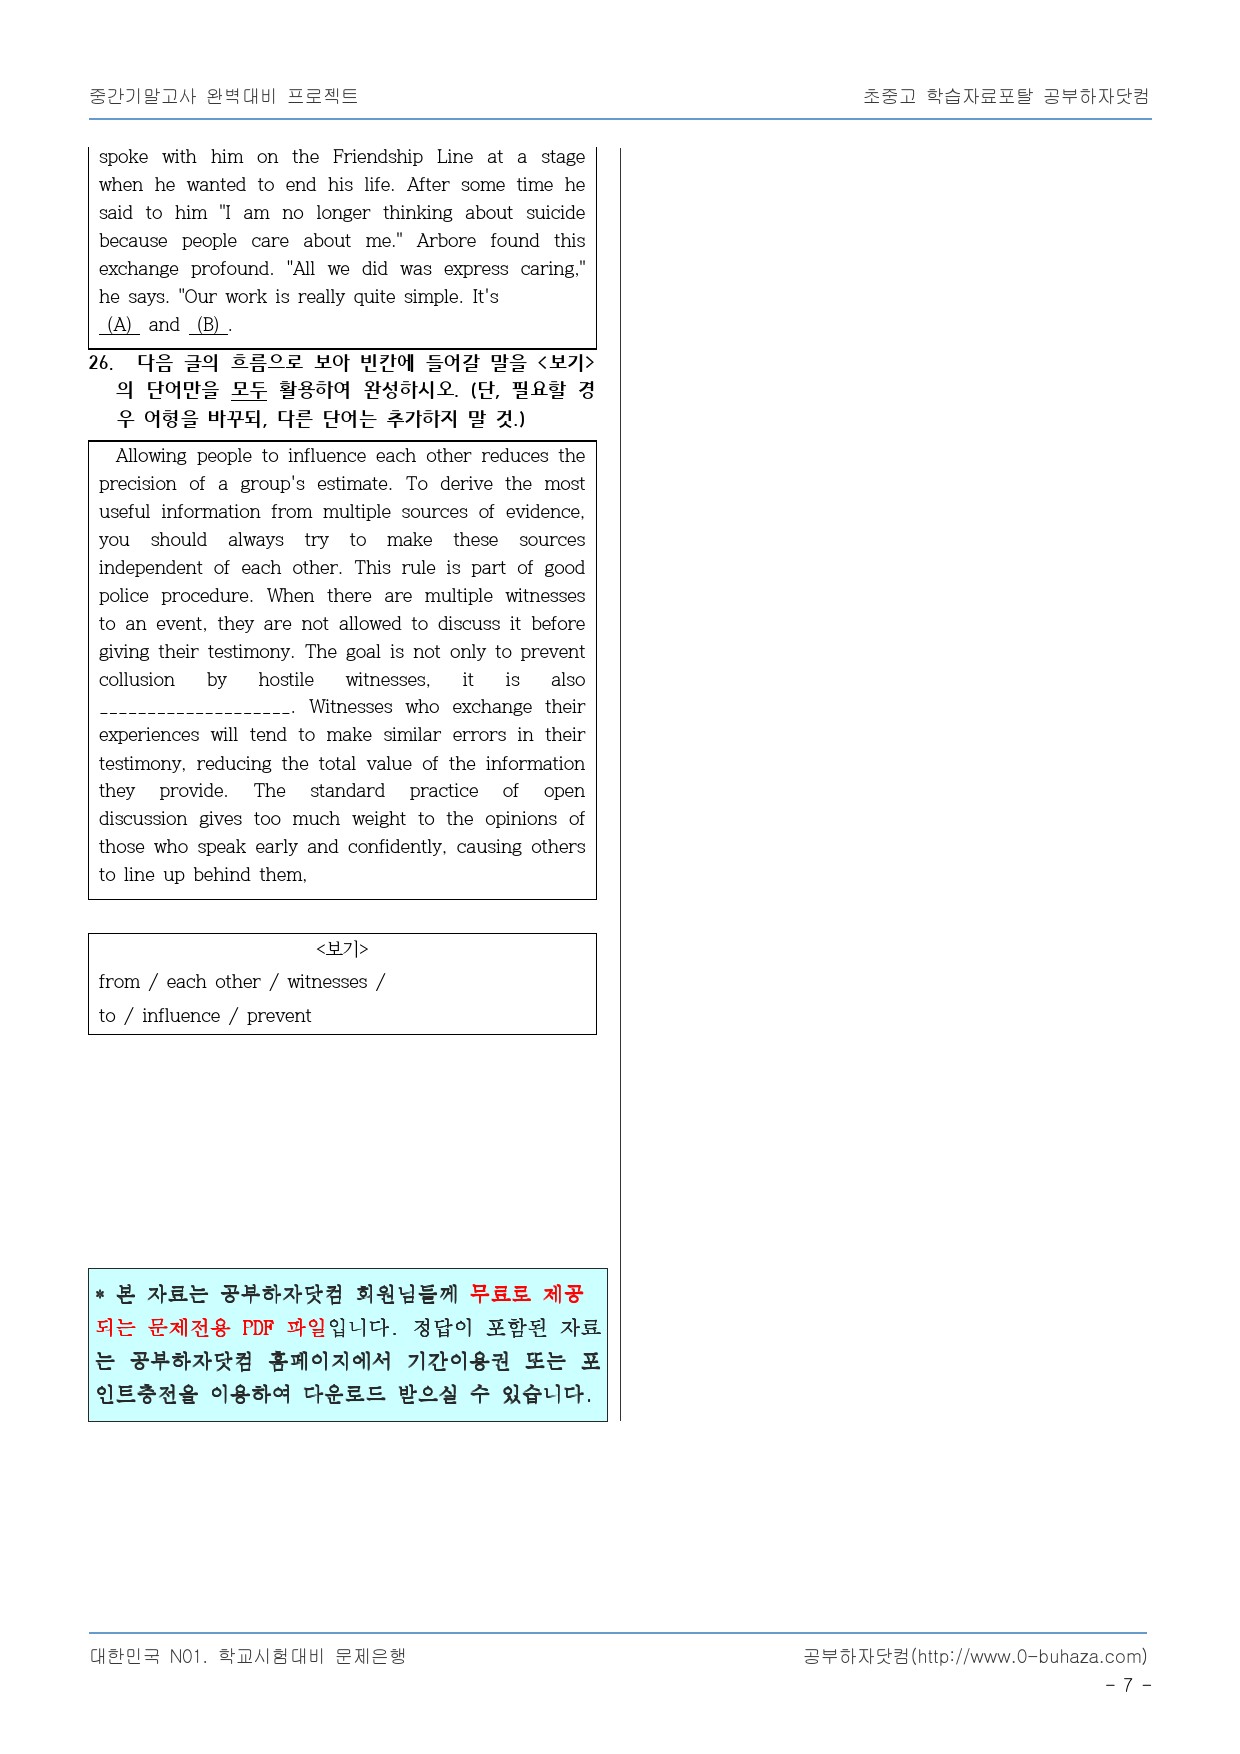 중간기말고사 완벽대비 프로젝트
초중고 학습자료포탈 공부하자닷컴
spoke with him on the Friendship Line at a stage
when he wanted to end his life. After some time he
said to him "I am no longer thinking about suicide
because people care about me." Arbore found this
exchange profound. "All we did was express caring,"
he says. "Our work is really quite simple. It's
(A) and (B) .
26. 다음 글의 흐름으로 보아 빈칸에 들어갈 말을 <보기>
의 단어만을 모두 활용하여 완성하시오. (단, 필요할 경
우 어형을 바꾸되, 다른 단어는 추가하지 말 것.)
Allowing people to influence each other reduces the
precision of a group's estimate. To derive the most
useful information from multiple sources of evidence,
you should always try to make these sources
independent of each other. This rule is part of good
police procedure. When there are multiple witnesses
to an event, they are not allowed to discuss it before
giving their testimony. The goal is not only to prevent
collusion by hostile witnesses, it is also
____________________. Witnesses who exchange their
experiences will tend to make similar errors in their
testimony, reducing the total value of the information
they provide. The standard practice of open
discussion gives too much weight to the opinions of
those who speak early and confidently, causing others
to line up behind them,
<보기>
from / each other / witnesses /
to / influence / prevent
* 본 자료는 공부하자닷컴 회원님들께 무료로 제공
되는 문제전용 PDF 파일입니다. 정답이 포함된 자료
는 공부하자닷컴 홈페이지에서 기간이용권 또는 포
인트충전을 이용하여 다운로드 받으실 수 있습니다.
대한민국 N01. 학교시험대비 문제은행
공부하자닷컴(http://www.0-buhaza.com)
- 7 -